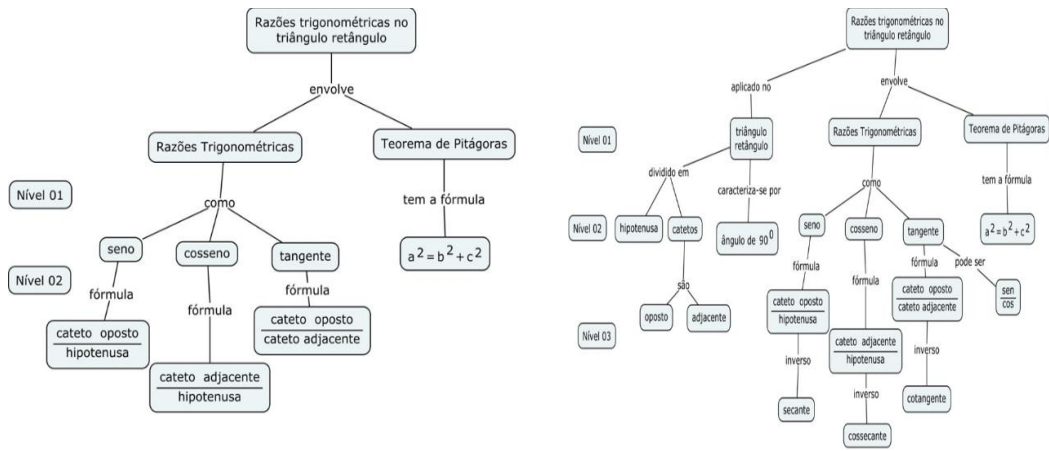 Razões trigonométricas no
triângulo retângulo
envolve
Razões Trigonométricas
Teorema de Pitágoras
Nível 01
como
tem a fórmula
seno
cosseno
tangente
a² = b² + c²
Nível 02
fórmula
fórmula
fórmula
cateto oposto
hipotenusa
cateto adjacente
hipotenusa
cateto oposto
cateto adjacente
Razões trigonométricas no
triângulo retângulo
aplicado no
envolve
Nível 01
triângulo
retângulo
Razões Trigonométricas
Teorema de Pitágoras
dividido em
caracteriza-se por
como
tem a fórmula
Nível 02
hipotenusa
catetos
ângulo de 90⁰
seno
cosseno
tangente
a² = b² + c²
fórmula
fórmula
fórmula
pode ser
são
cateto oposto
hipotenusa
cateto oposto
cateto adjacente
sen
cos
oposto
adjacente
Nível 03
cateto adjacente
hipotenusa
inverso
inverso
inverso
secante
cossecante
cotangente